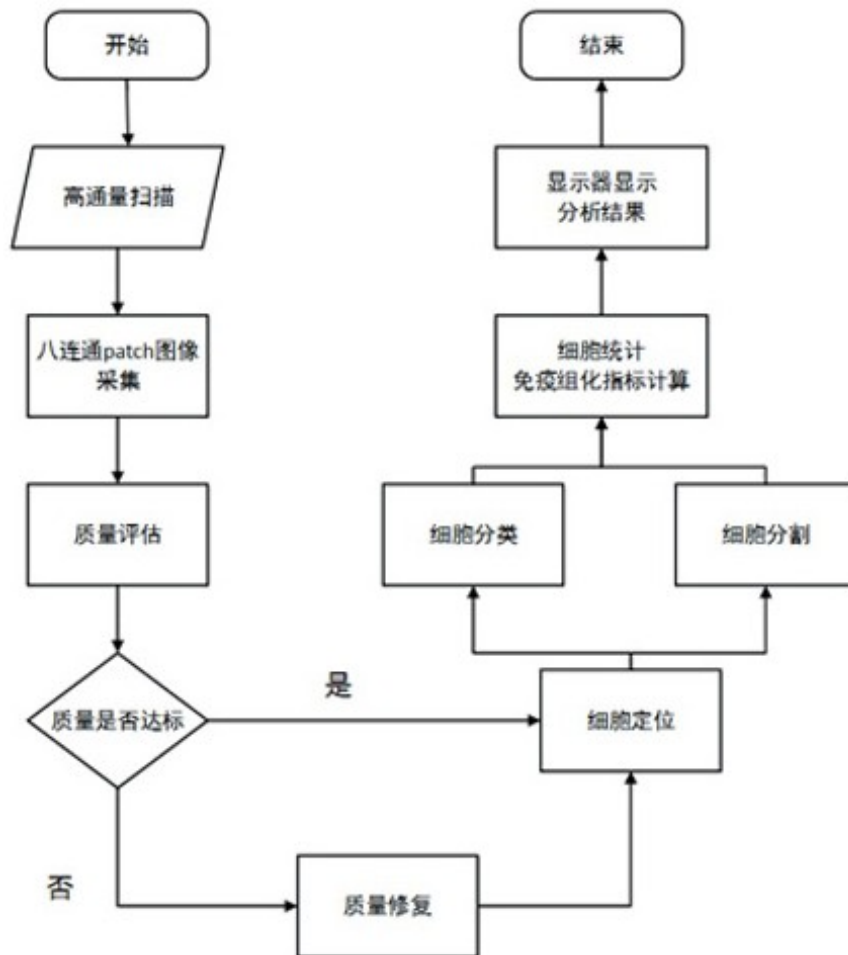 开始
高通量扫描
八连通patch图像
采集
质量评估
质量是否达标
是
否
质量修复
细胞定位
细胞分类
细胞分割
细胞统计
免疫组化指标计算
显示器显示
分析结果
结束